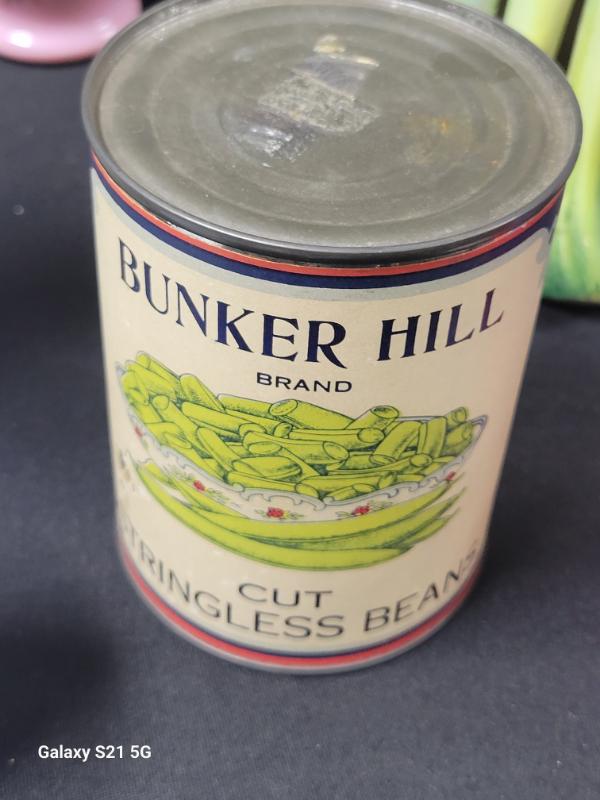 BUNKER HILL
BRAND
CUT
STRINGLESS BEANS
Galaxy S21 5G